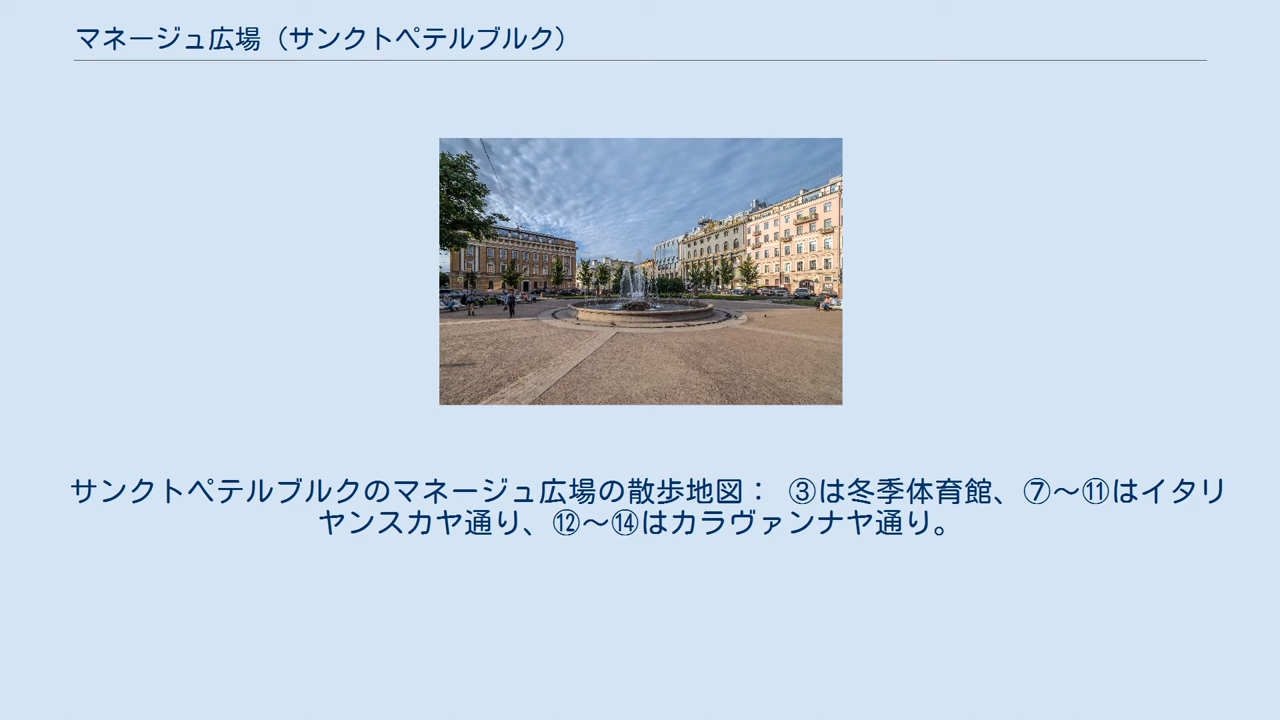 マネージュ広場（サンクトペテルブルク）
サンクトペテルブルクのマネージュ広場の散歩地図： ③は冬季体育館、⑦～⑪はイタリ
ヤンスカヤ通り、⑫～⑭はカラヴァンナヤ通り。